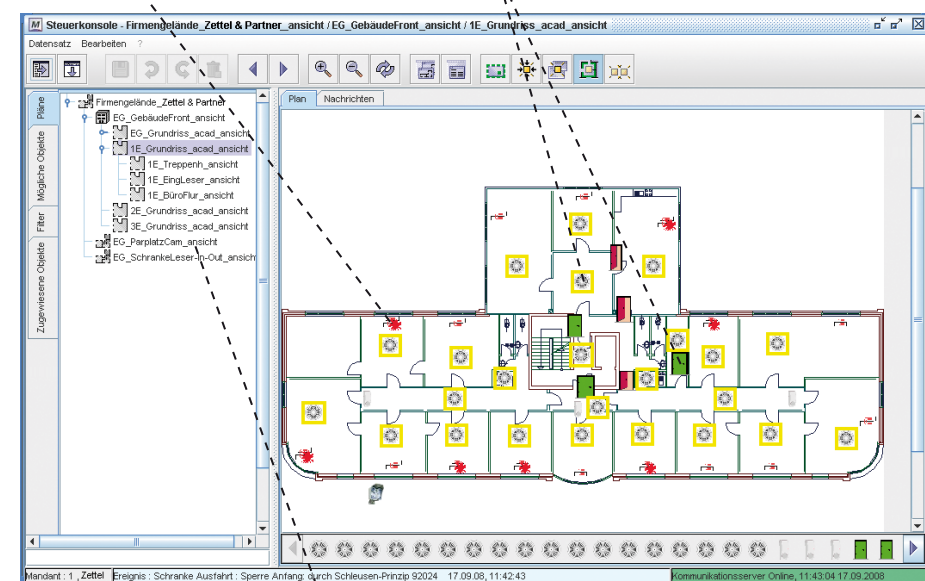 Steuerkonsole - Firmengelände_Zettel & Partner_ansicht / EG_GebäudeFront_ansicht / 1E_Grundriss_acad_ansicht
Datensatz Bearbeiten ?
Pläne
Mögliche Objekte
Filter
Zugewiesene Objekte
Firmengelände_Zettel & Partner
EG_GebäudeFront_ansicht
EG_Grundriss_acad_ansicht
1E_Grundriss_acad_ansicht
1E_Treppenh_ansicht
1E_EingLeser_ansicht
1E_BüroFlur_ansicht
2E_Grundriss_acad_ansicht
3E_Grundriss_acad_ansicht
EG_ParplatzCam_ansicht
EG_SchrankeLeser-In-Out_ansich
Plan Nachrichten
Mandant : 1 , Zettel Ereignis : Schranke Ausfahrt : Sperre Anfang: durch Schleusen-Prinzip 92024 17.09.08, 11:42:43 Kommunikationsserver Online, 11:43:04 17.09.2008